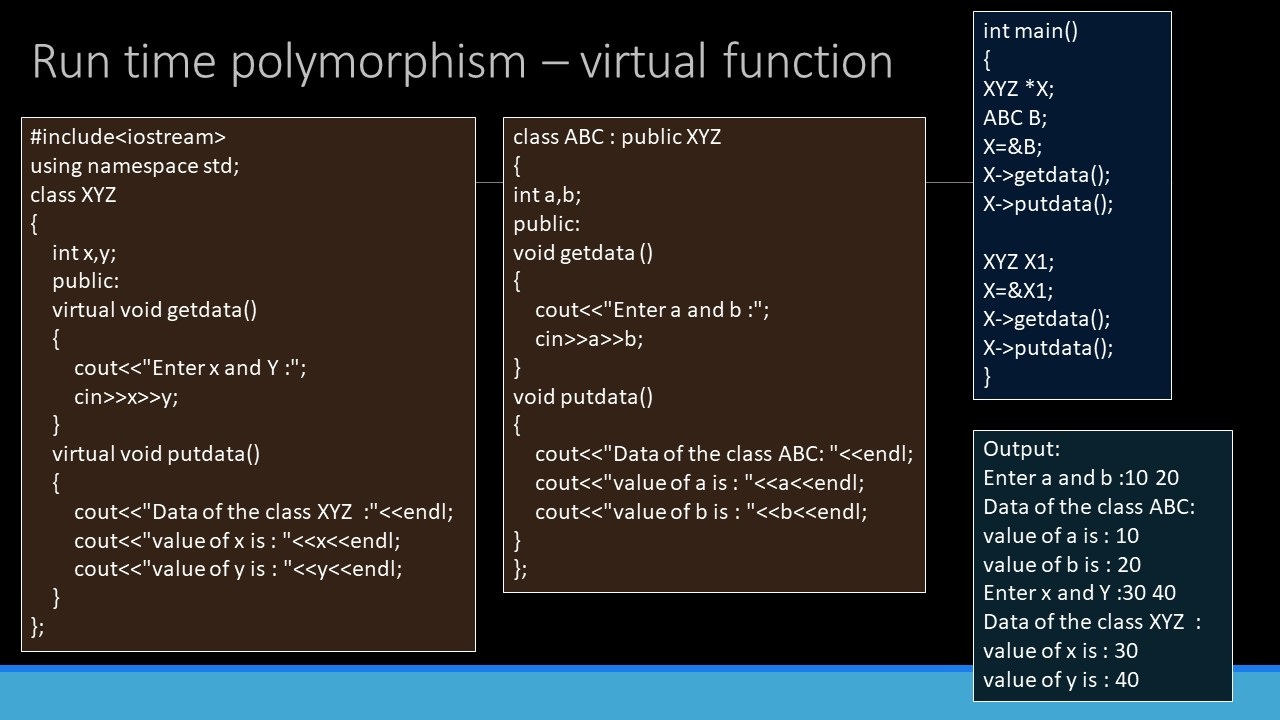 Run time polymorphism – virtual function
#include<iostream>
using namespace std;
class XYZ
{
int x,y;
public:
virtual void getdata()
{
cout<<"Enter x and Y :";
cin>>x>>y;
}
virtual void putdata()
{
cout<<"Data of the class XYZ  :"<<endl;
cout<<"value of x is : "<<x<<endl;
cout<<"value of y is : "<<y<<endl;
}
};
class ABC : public XYZ
{
int a,b;
public:
void getdata ()
{
cout<<"Enter a and b :";
cin>>a>>b;
}
void putdata()
{
cout<<"Data of the class ABC: "<<endl;
cout<<"value of a is : "<<a<<endl;
cout<<"value of b is : "<<b<<endl;
}
};
int main()
{
XYZ *X;
ABC B;
X=&B;
X->getdata();
X->putdata();
XYZ X1;
X=&X1;
X->getdata();
X->putdata();
}
Output:
Enter a and b :10 20
Data of the class ABC:
value of a is : 10
value of b is : 20
Enter x and Y :30 40
Data of the class XYZ  :
value of x is : 30
value of y is : 40